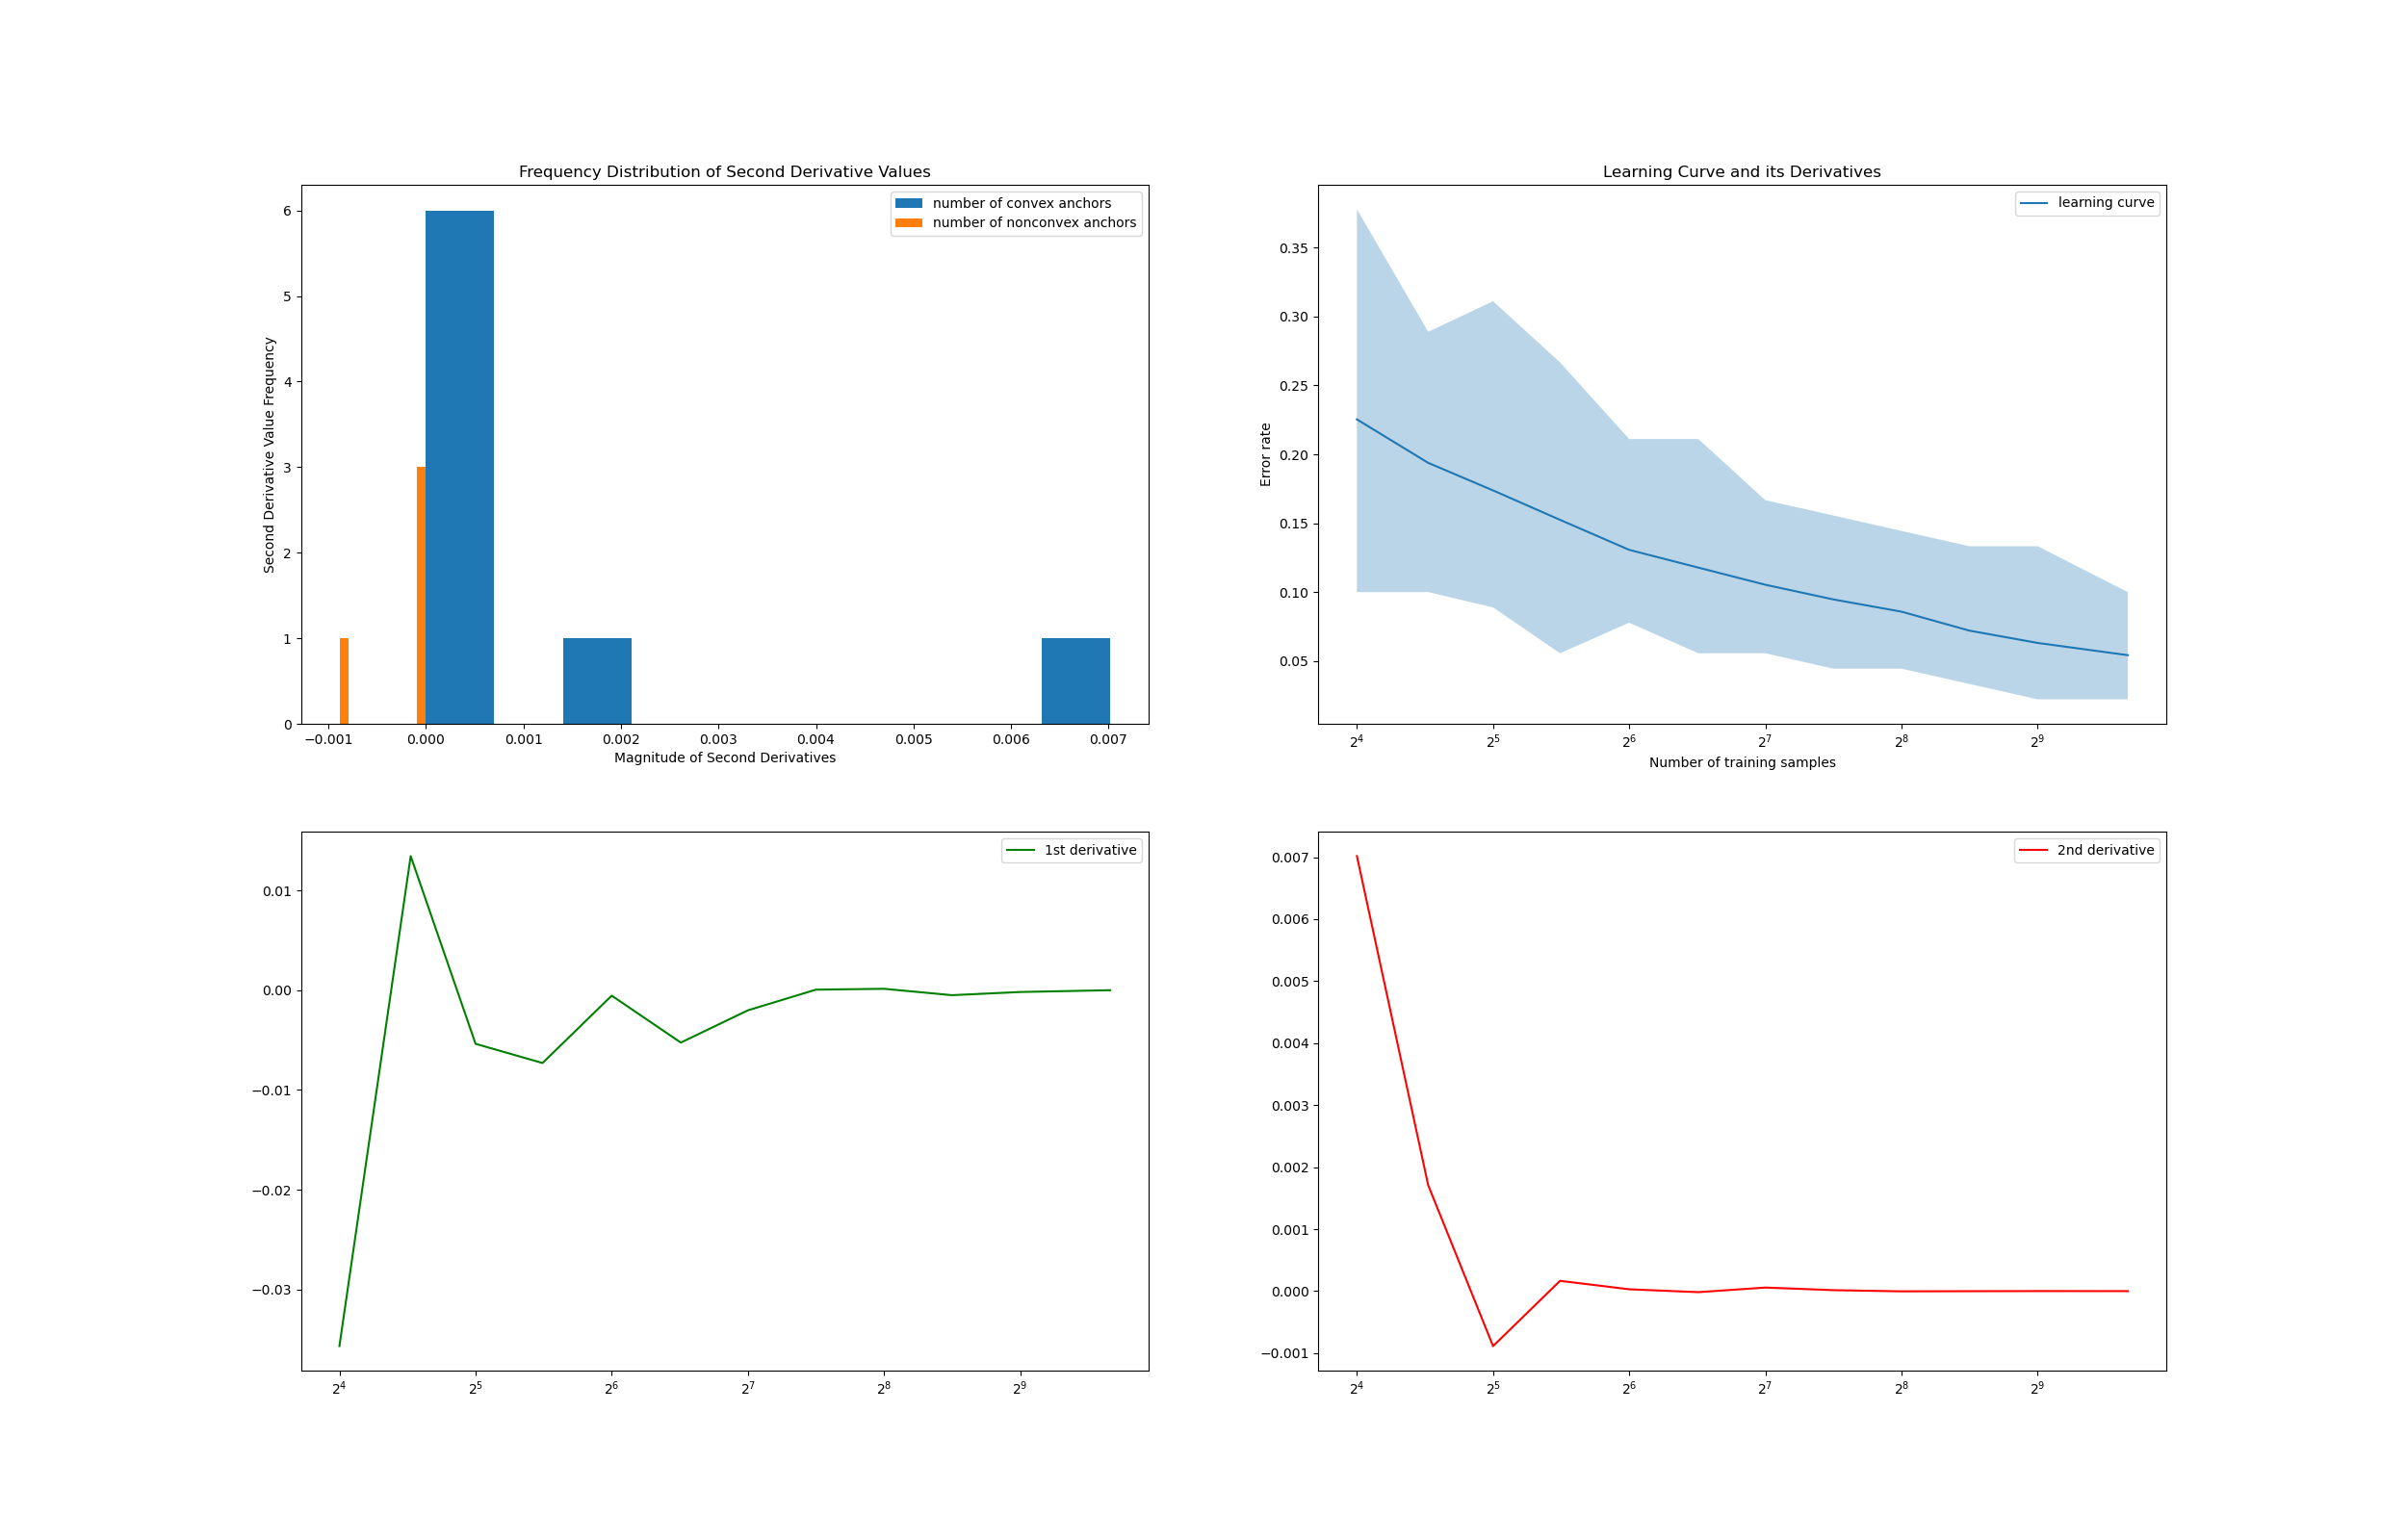 Frequency Distribution of Second Derivative Values
number of convex anchors
number of nonconvex anchors
6
5
4
3
2
1
0
Second Derivative Value Frequency
−0.001 0.000 0.001 0.002 0.003 0.004 0.005 0.006 0.007
Magnitude of Second Derivatives
Learning Curve and its Derivatives
learning curve
0.35
0.30
0.25
0.20
0.15
0.10
0.05
Error rate
2⁴ 2⁵ 2⁶ 2⁷ 2⁸ 2⁹
Number of training samples
1st derivative
0.01
0.00
−0.01
−0.02
−0.03
2⁴ 2⁵ 2⁶ 2⁷ 2⁸ 2⁹
2nd derivative
0.007
0.006
0.005
0.004
0.003
0.002
0.001
0.000
−0.001
2⁴ 2⁵ 2⁶ 2⁷ 2⁸ 2⁹